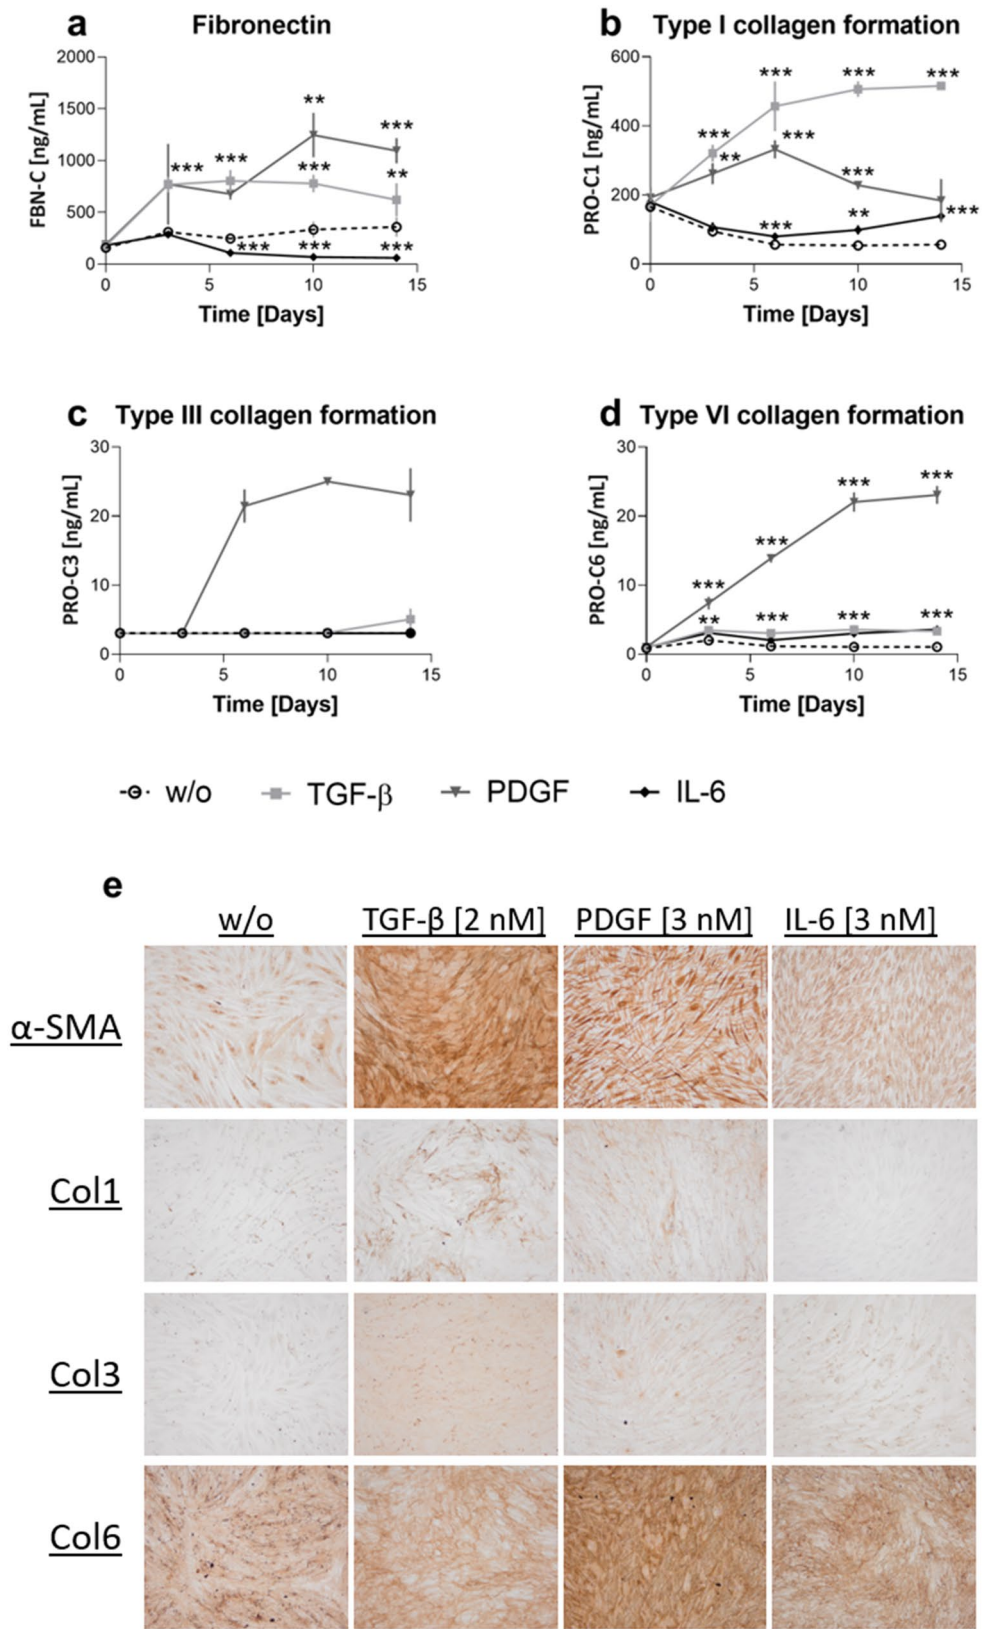 a Fibronectin
FBN-C [ng/mL]
2000
1500
1000
500
0
***
***
**
***
***
**
***
***
***
0 5 10 15
Time [Days]
b Type I collagen formation
PRO-C1 [ng/mL]
600
400
200
0
***
***
***
***
**
***
***
***
**
***
0 5 10 15
Time [Days]
c Type III collagen formation
PRO-C3 [ng/mL]
30
20
10
0
0 5 10 15
Time [Days]
d Type VI collagen formation
PRO-C6 [ng/mL]
30
20
10
0
***
***
***
***
**
***
***
***
0 5 10 15
Time [Days]
w/o TGF-β PDGF IL-6
e
w/o TGF-β [2 nM] PDGF [3 nM] IL-6 [3 nM]
α-SMA
Col1
Col3
Col6